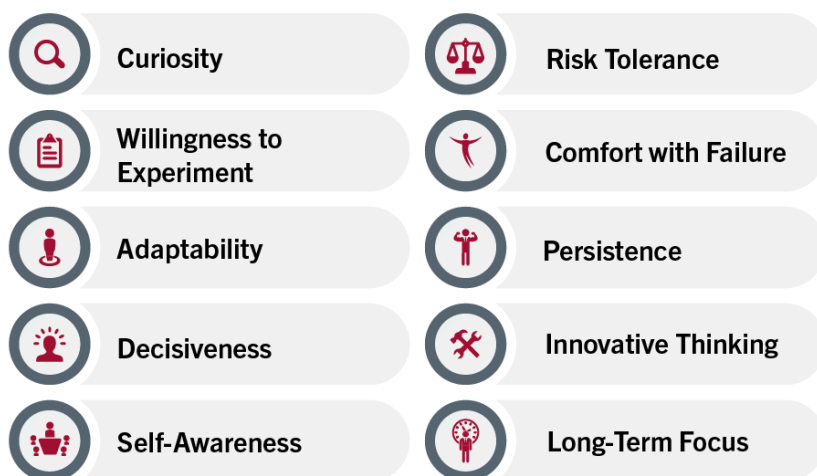 Curiosity
Willingness to
Experiment
Adaptability
Decisiveness
Self-Awareness
Risk Tolerance
Comfort with Failure
Persistence
Innovative Thinking
Long-Term Focus